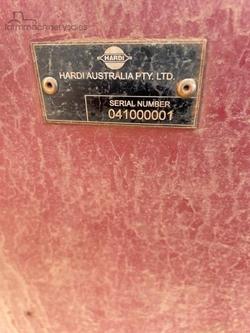 farmmachinerysales
HARDI
HARDI AUSTRALIA PTY. LTD.
SERIAL NUMBER
041000001